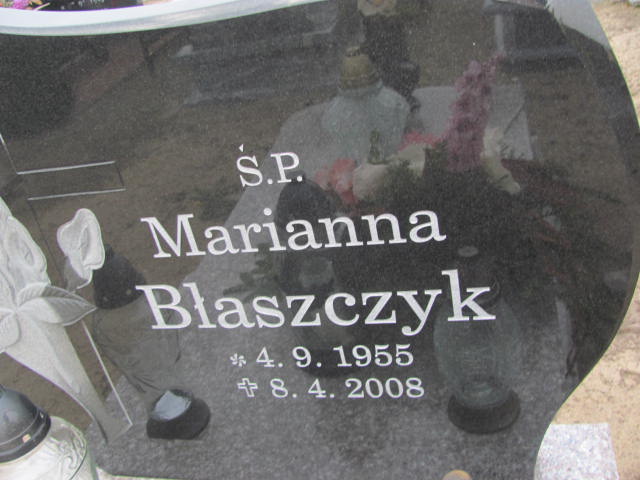 Ś.P.
Marianna
Błaszczyk
* 4. 9. 1955
✝ 8. 4. 2008